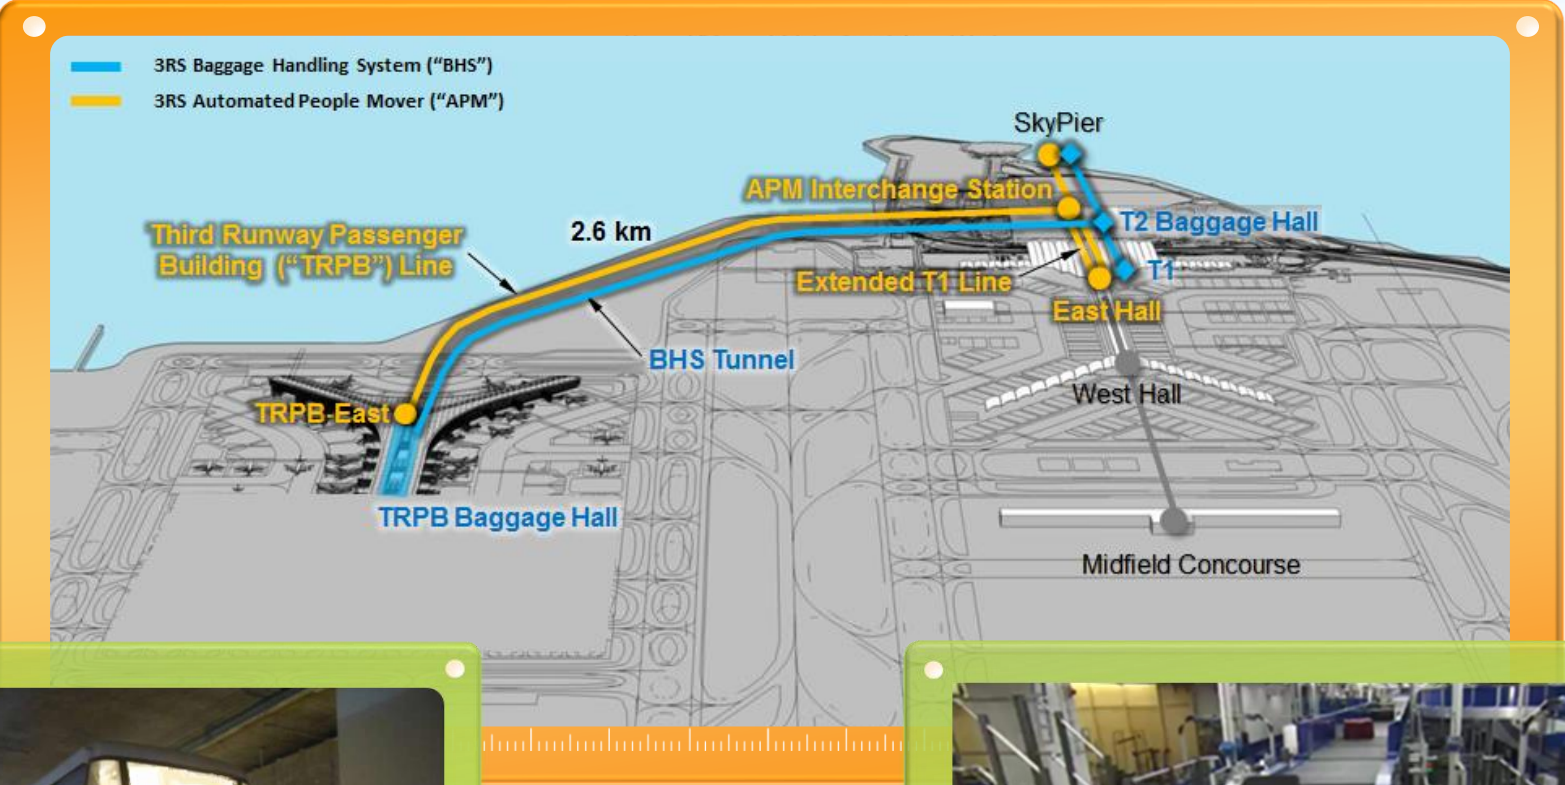 3RS Baggage Handling System (“BHS”)
3RS Automated People Mover (“APM”)
SkyPier
APM Interchange Station
T2 Baggage Hall
2.6 km
Third Runway Passenger
Building (“TRPB”) Line
T1
Extended T1 Line
East Hall
BHS Tunnel
West Hall
TRPB-East
TRPB Baggage Hall
Midfield Concourse